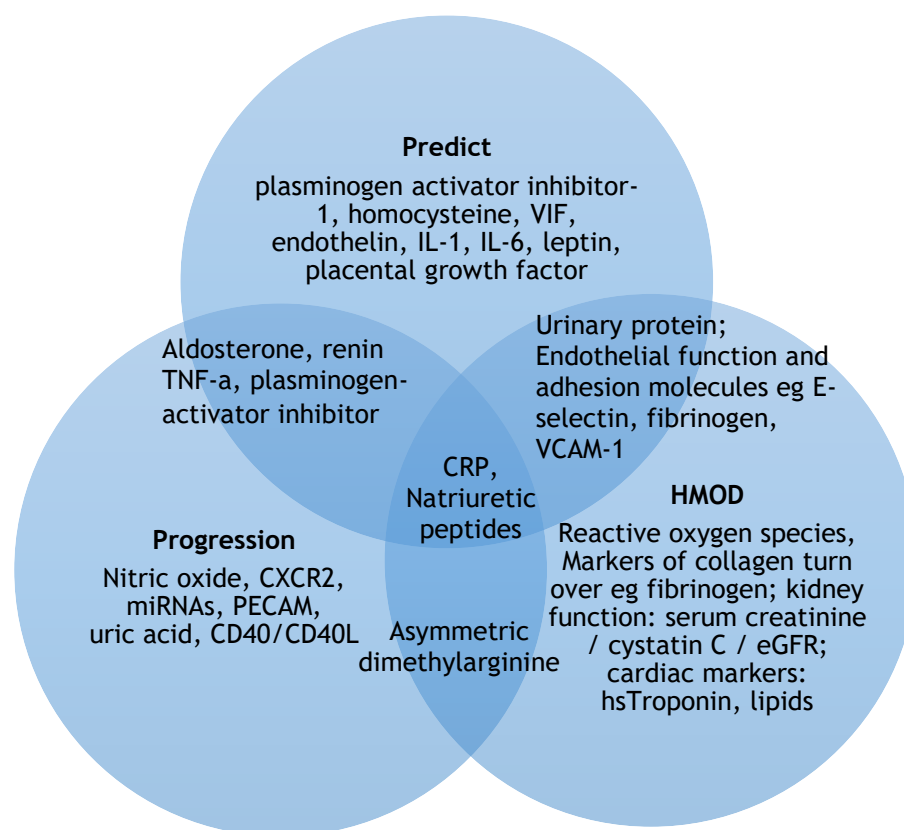 Predict
plasminogen activator inhibitor-
1, homocysteine, VIF,
endothelin, IL-1, IL-6, leptin,
placental growth factor
Aldosterone, renin
TNF-a, plasminogen-
activator inhibitor
Urinary protein;
Endothelial function and
adhesion molecules eg E-
selectin, fibrinogen,
VCAM-1
CRP,
Natriuretic
peptides
Progression
Nitric oxide, CXCR2,
miRNAs, PECAM,
uric acid, CD40/CD40L
Asymmetric
dimethylarginine
HMOD
Reactive oxygen species,
Markers of collagen turn
over eg fibrinogen; kidney
function: serum creatinine
/ cystatin C / eGFR;
cardiac markers:
hsTroponin, lipids